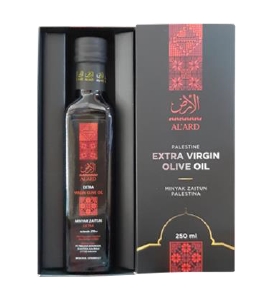 الأرض
AL'ARD
EXTRA
VIRGIN OLIVE OIL
MINYAK ZAITUN
الأرض
AL'ARD
PALESTINE
EXTRA VIRGIN
OLIVE OIL
MINYAK ZAITUN
PALESTINA
250 ml